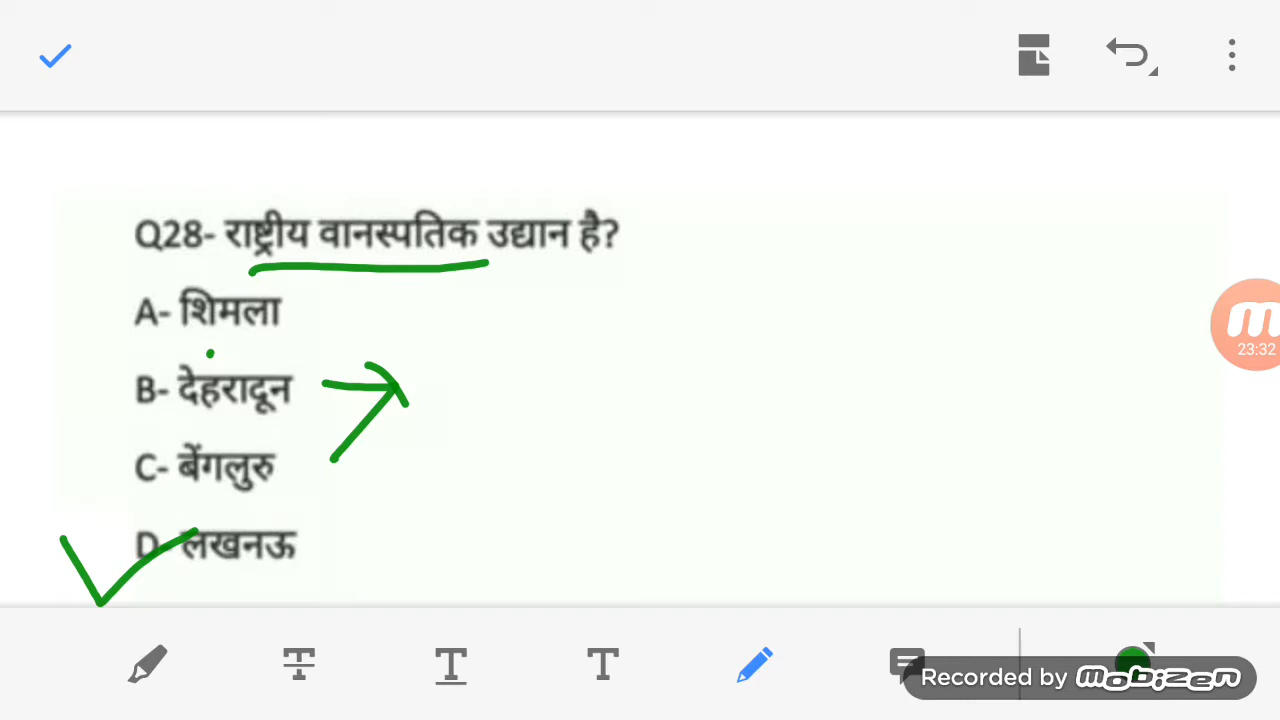 Q28- राष्ट्रीय वानस्पतिक उद्यान है?
A- शिमला
B- देहरादून
C- बेंगलुरु
D- लखनऊ
23:32
T T T
Recorded by mobizen